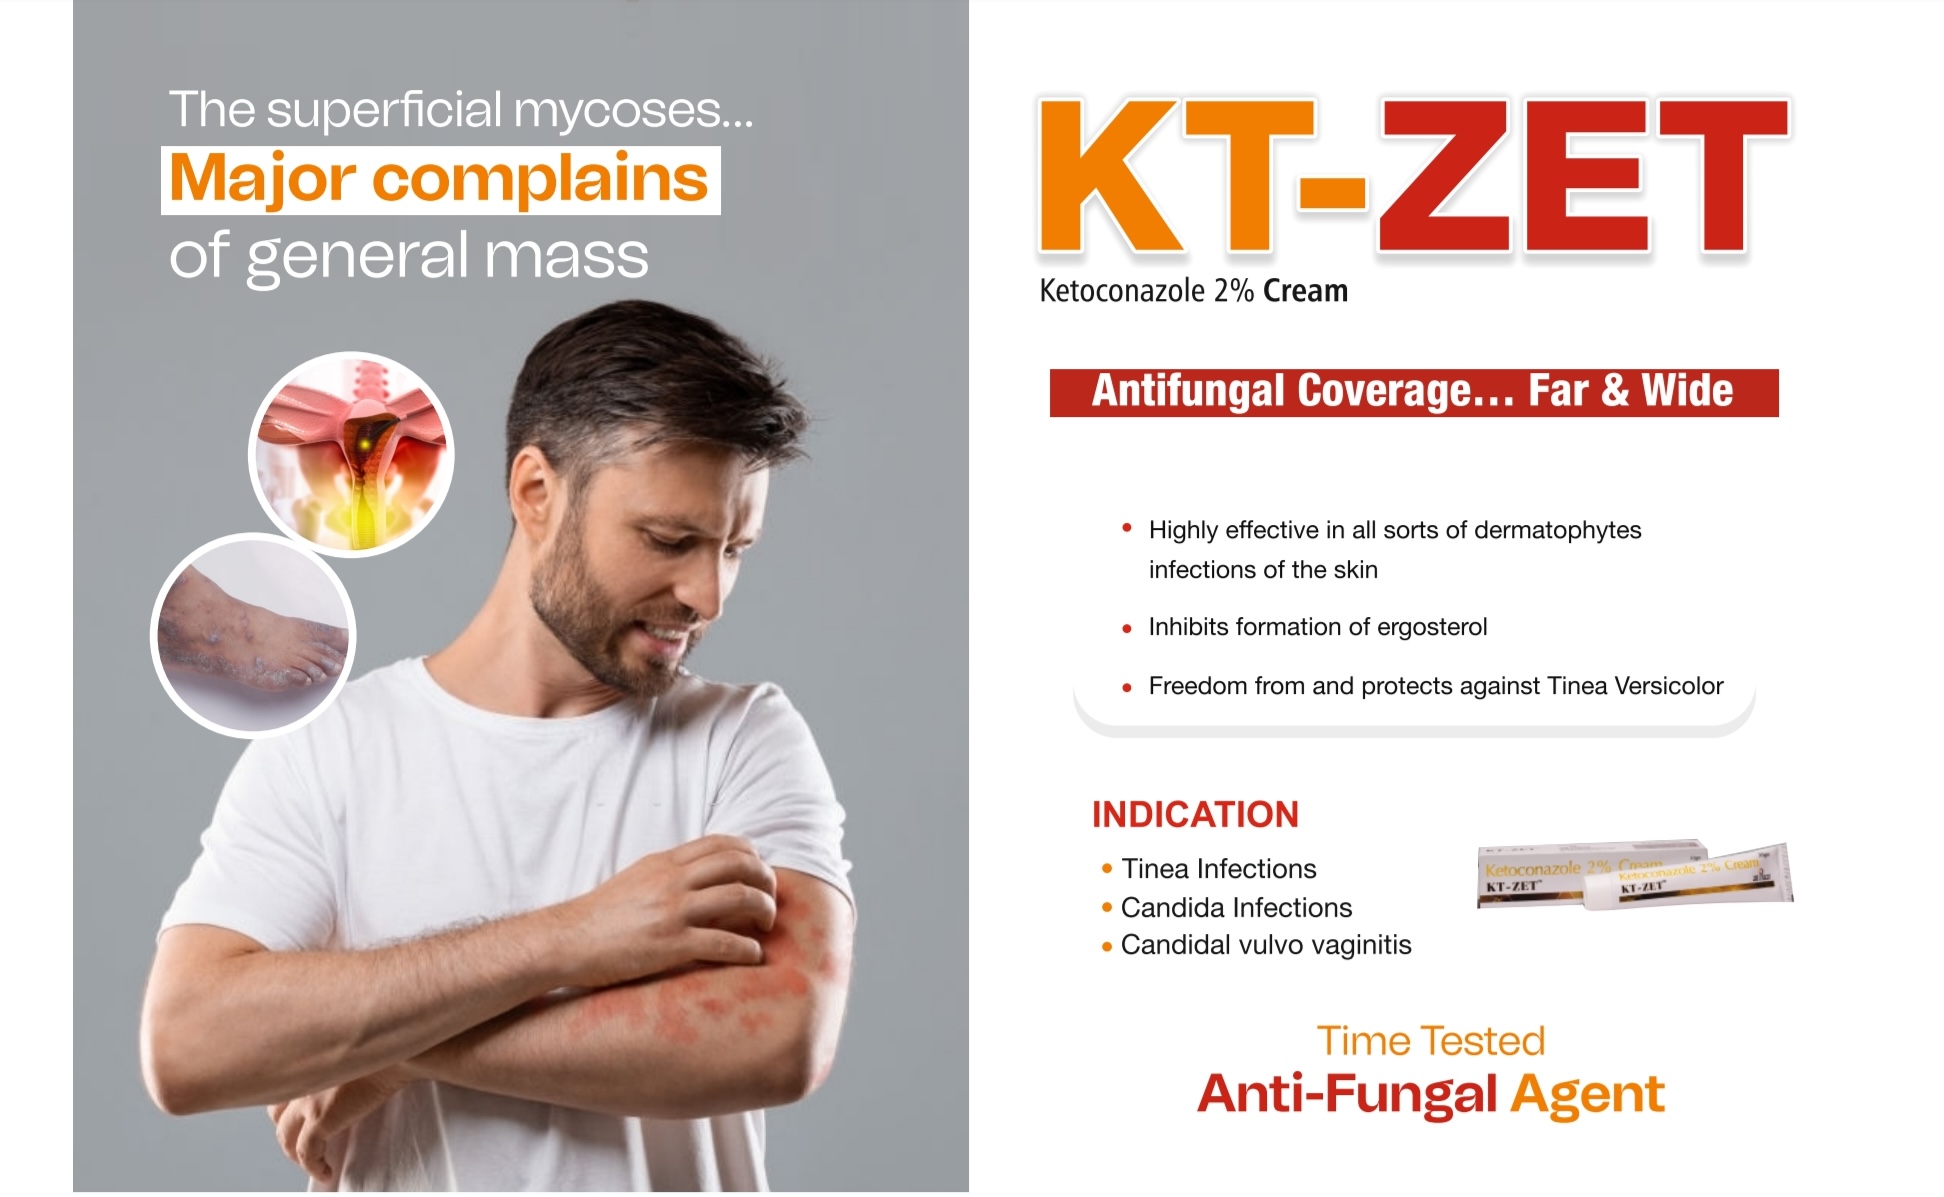 The superficial mycoses...
Major complains
of general mass
KT-ZET
Ketoconazole 2% Cream
Antifungal Coverage... Far & Wide
Highly effective in all sorts of dermatophytes
infections of the skin
Inhibits formation of ergosterol
Freedom from and protects against Tinea Versicolor
INDICATION
Tinea Infections
Candida Infections
Candidal vulvo vaginitis
Ketoconazole 2% Cream
KT-ZET
Ketoconazole 2% Cream
KT-ZET
Time Tested
Anti-Fungal Agent